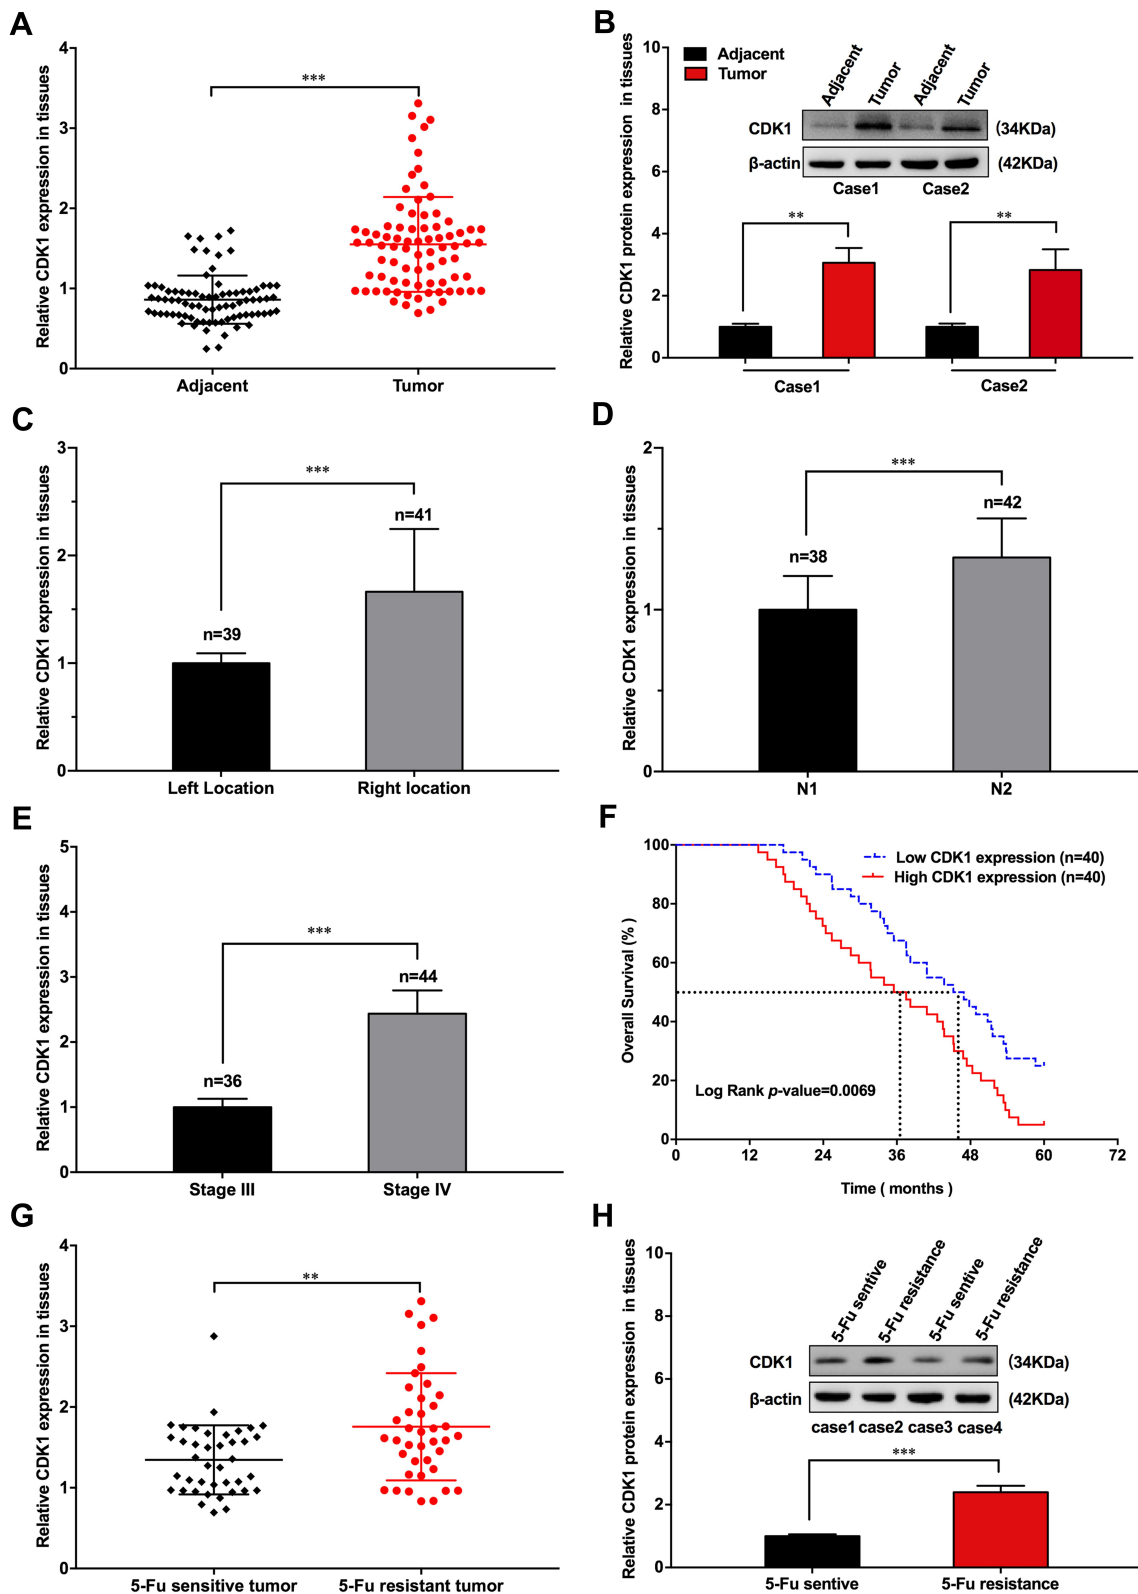 A
Relative CDK1 expression in tissues
4
3
2
1
0
***
Adjacent
Tumor
B
Relative CDK1 protein expression in tissues
10
8
6
4
2
0
Adjacent
Tumor
Adjacent
Tumor
Adjacent
Tumor
CDK1
(34KDa)
β-actin
(42KDa)
Case1
Case2
**
**
Case1
Case2
C
Relative CDK1 expression in tissues
3
2
1
0
***
n=39
n=41
Left Location
Right location
D
Relative CDK1 expression in tissues
2
1
0
***
n=38
n=42
N1
N2
E
Relative CDK1 expression in tissues
5
4
3
2
1
0
***
n=36
n=44
Stage III
Stage IV
F
Overall Survival (% )
100
80
60
40
20
0
Low CDK1 expression (n=40)
High CDK1 expression (n=40)
Log Rank p-value=0.0069
0 12 24 36 48 60 72
Time ( months )
G
Relative CDK1 expression in tissues
4
3
2
1
0
**
5-Fu sensitive tumor
5-Fu resistant tumor
H
Relative CDK1 protein expression in tissues
10
8
6
4
2
0
5-Fu sentive
5-Fu resistance
5-Fu sentive
5-Fu resistance
CDK1
(34KDa)
β-actin
(42KDa)
case1 case2 case3 case4
***
5-Fu sentive
5-Fu resistance